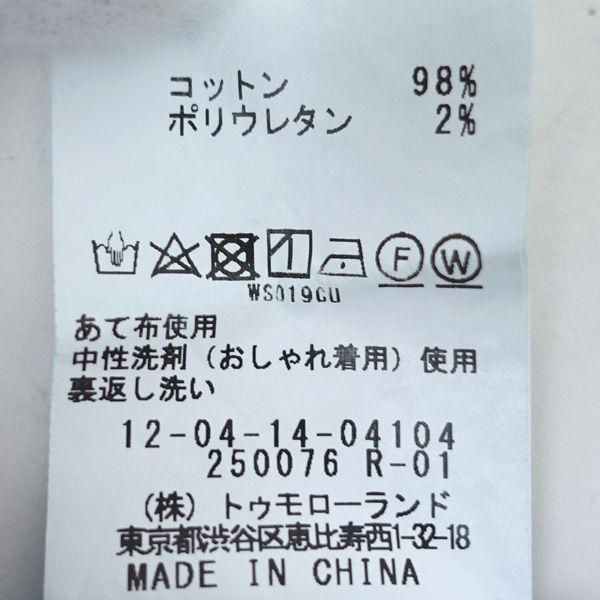 コットン 98%
ポリウレタン 2%
F W
WS019CU
あて布使用
中性洗剤（おしゃれ着用）使用
裏返し洗い
12-04-14-04104
250076 R-01
（株）トゥモローランド
東京都渋谷区恵比寿西1-32-18
MADE IN CHINA